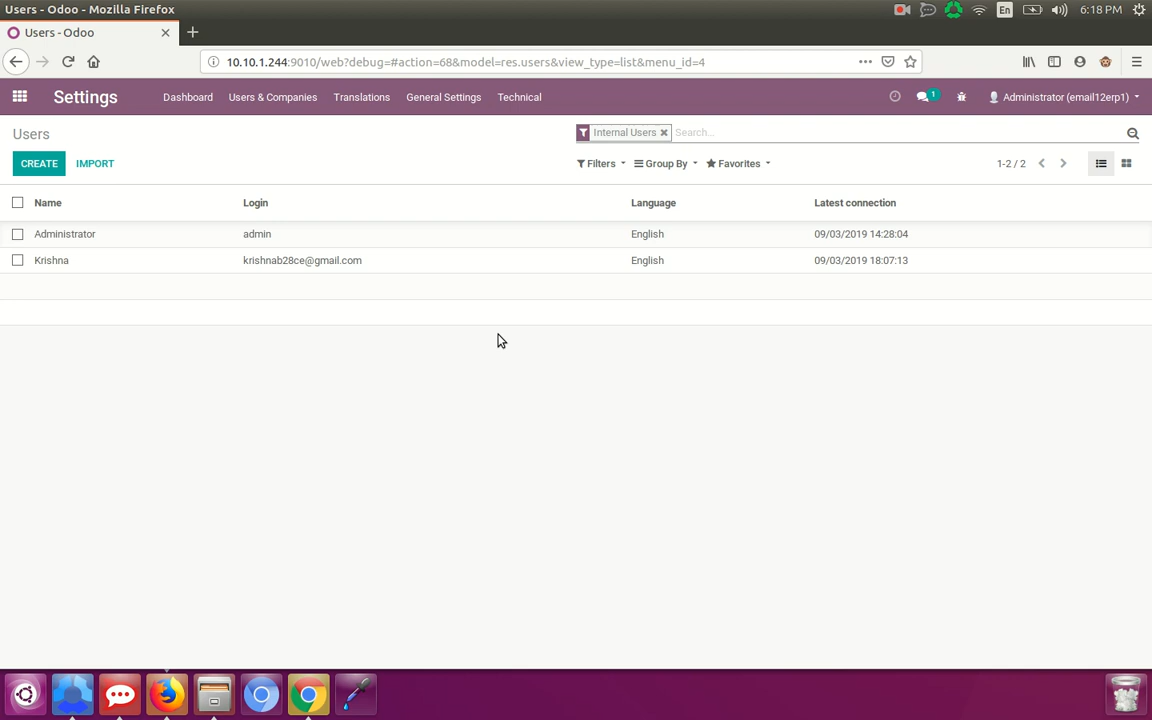 Users - Odoo - Mozilla Firefox
En
6:18 PM
Users - Odoo
10.10.1.244:9010/web?debug=#action=68&model=res.users&view_type=list&menu_id=4
Settings
Dashboard
Users & Companies
Translations
General Settings
Technical
1
Administrator (email12erp1)
Users
Internal Users
Search...
CREATE
IMPORT
Filters
Group By
Favorites
1-2 / 2
Name Login Language Latest connection
Administrator admin English 09/03/2019 14:28:04
Krishna krishnab28ce@gmail.com English 09/03/2019 18:07:13